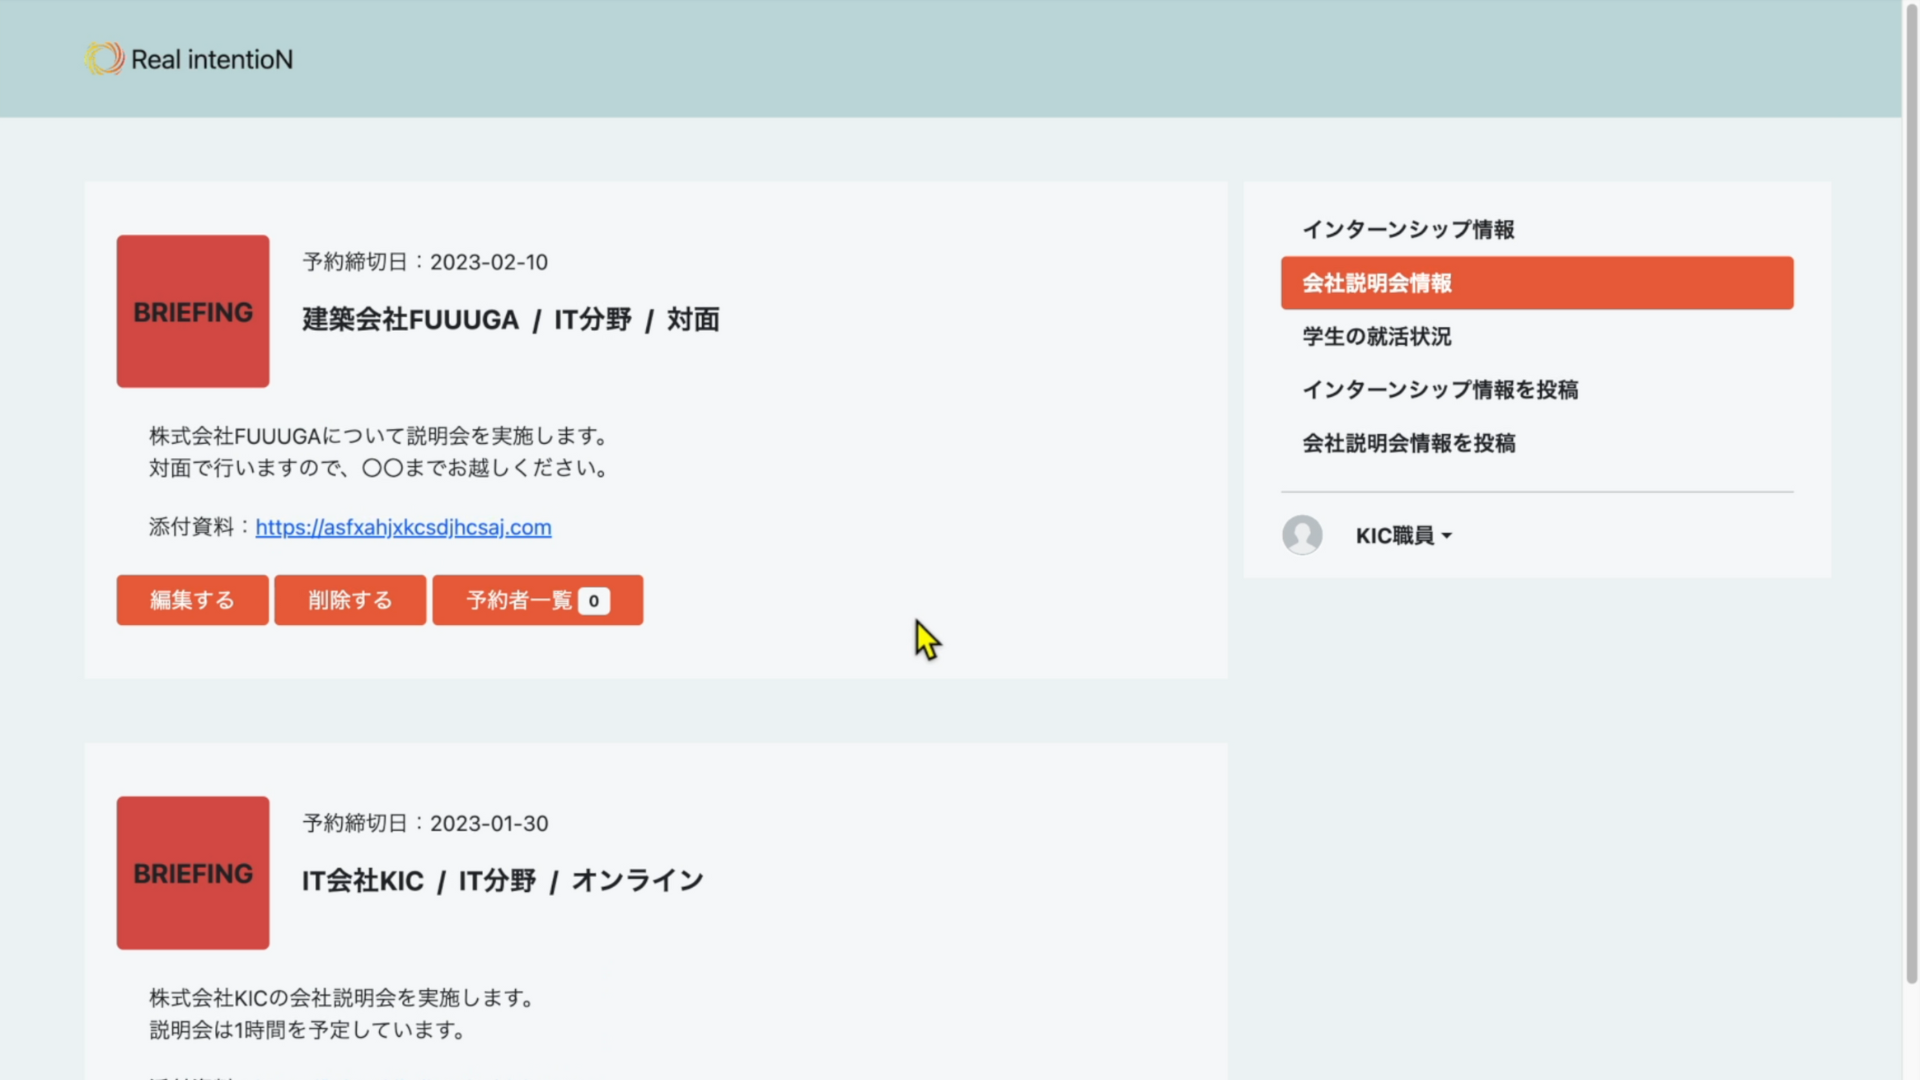 Real intentioN
BRIEFING
予約締切日：2023-02-10
建築会社FUUUGA / IT分野 / 対面
株式会社FUUUGAについて説明会を実施します。
対面で行いますので、〇〇までお越しください。
添付資料：https://asfxahjxkcsdjhcsaj.com
編集する
削除する
予約者一覧 0
BRIEFING
予約締切日：2023-01-30
IT会社KIC / IT分野 / オンライン
株式会社KICの会社説明会を実施します。
説明会は1時間を予定しています。
インターンシップ情報
会社説明会情報
学生の就活状況
インターンシップ情報を投稿
会社説明会情報を投稿
KIC職員